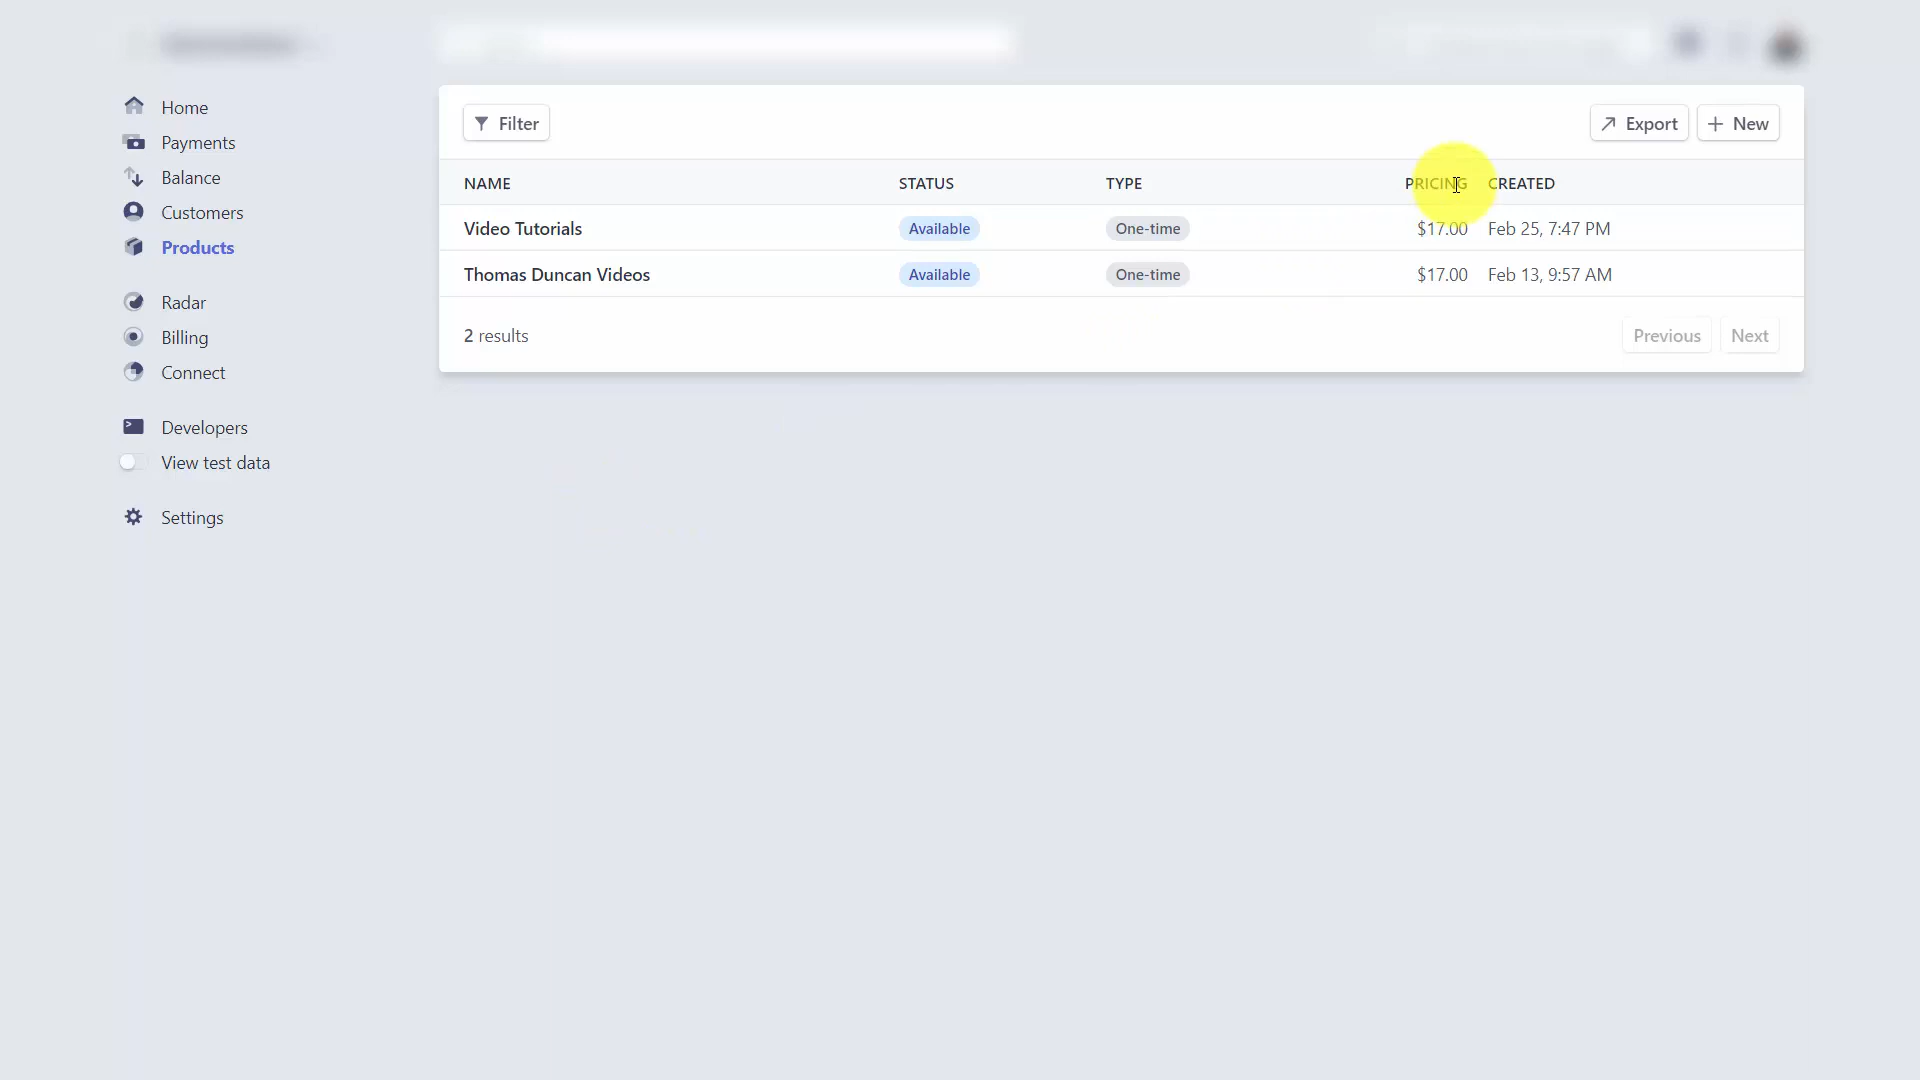 Home
Payments
Balance
Customers
Products
Radar
Billing
Connect
Developers
View test data
Settings
Filter
Export
New
NAME STATUS TYPE PRICING CREATED
Video Tutorials Available One-time $17.00 Feb 25, 7:47 PM
Thomas Duncan Videos Available One-time $17.00 Feb 13, 9:57 AM
2 results
Previous
Next